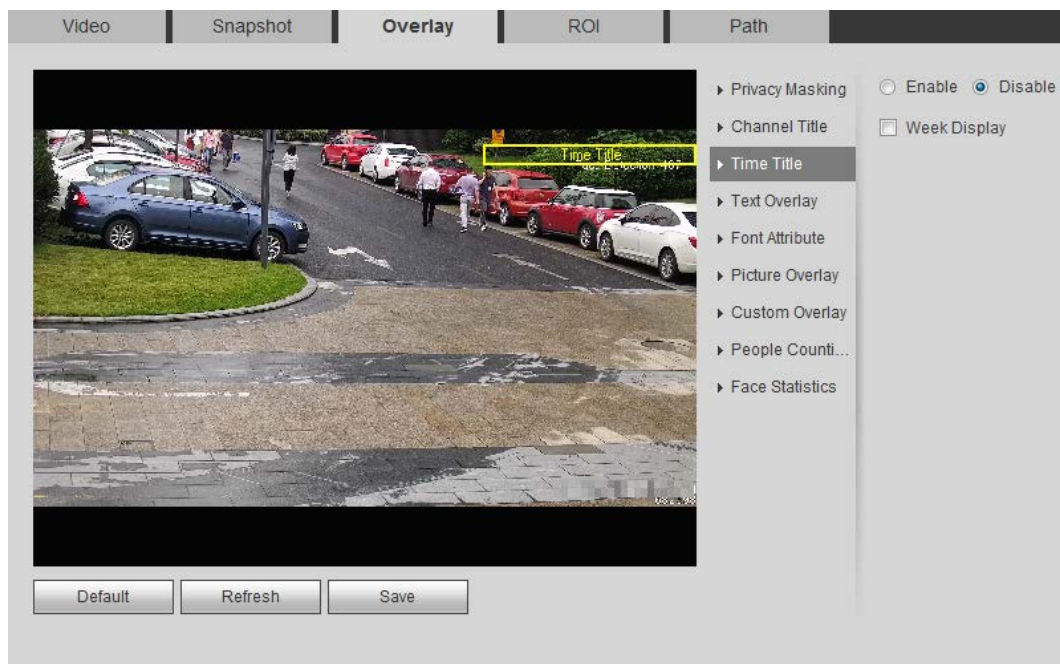 Video Snapshot Overlay ROI Path
Privacy Masking
Channel Title
Time Title
Text Overlay
Font Attribute
Picture Overlay
Custom Overlay
People Counti...
Face Statistics
Enable Disable
Week Display
Time Title
Default Refresh Save